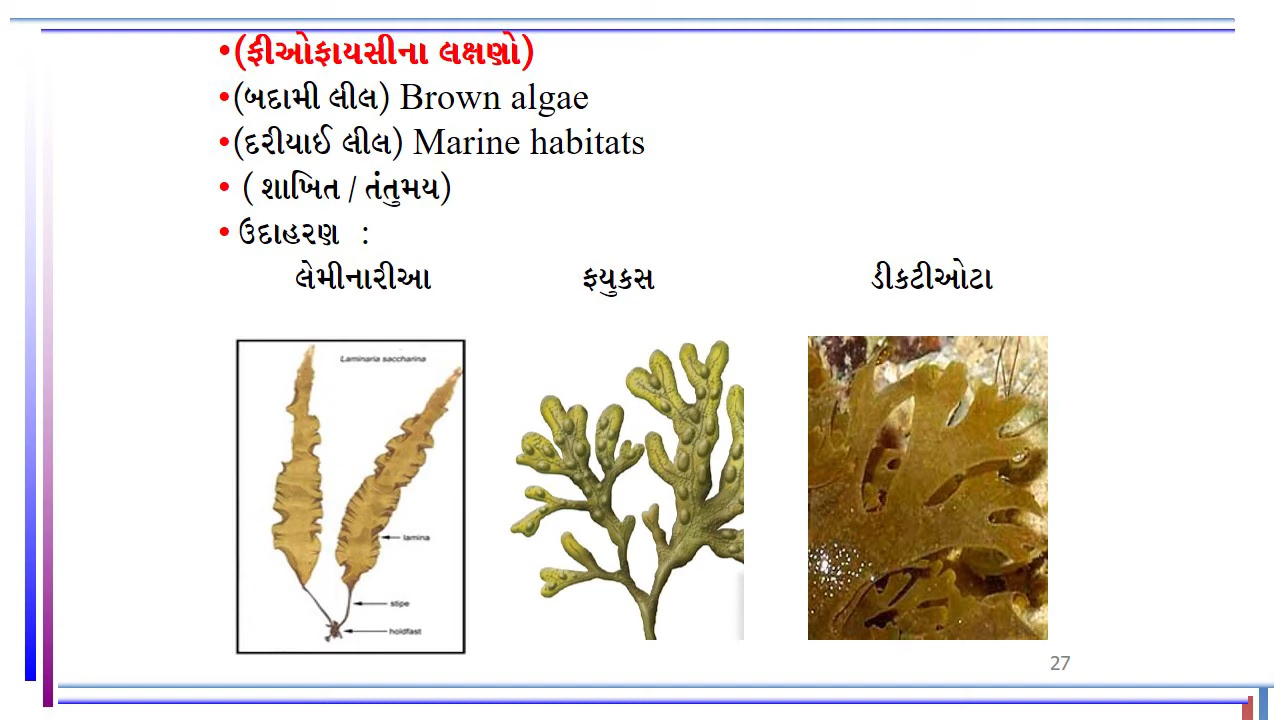 •(ફીઓફાયસીના લક્ષણો)
•(બદામી લીલ) Brown algae
•(દરીયાઈ લીલ) Marine habitats
• ( શાખિત / તંતુમય)
• ઉદાહરણ :
લેમીનારીઆ ફયુકસ ડીકટીઓટા
Laminaria saccharina
lamina
stipe
holdfast
27